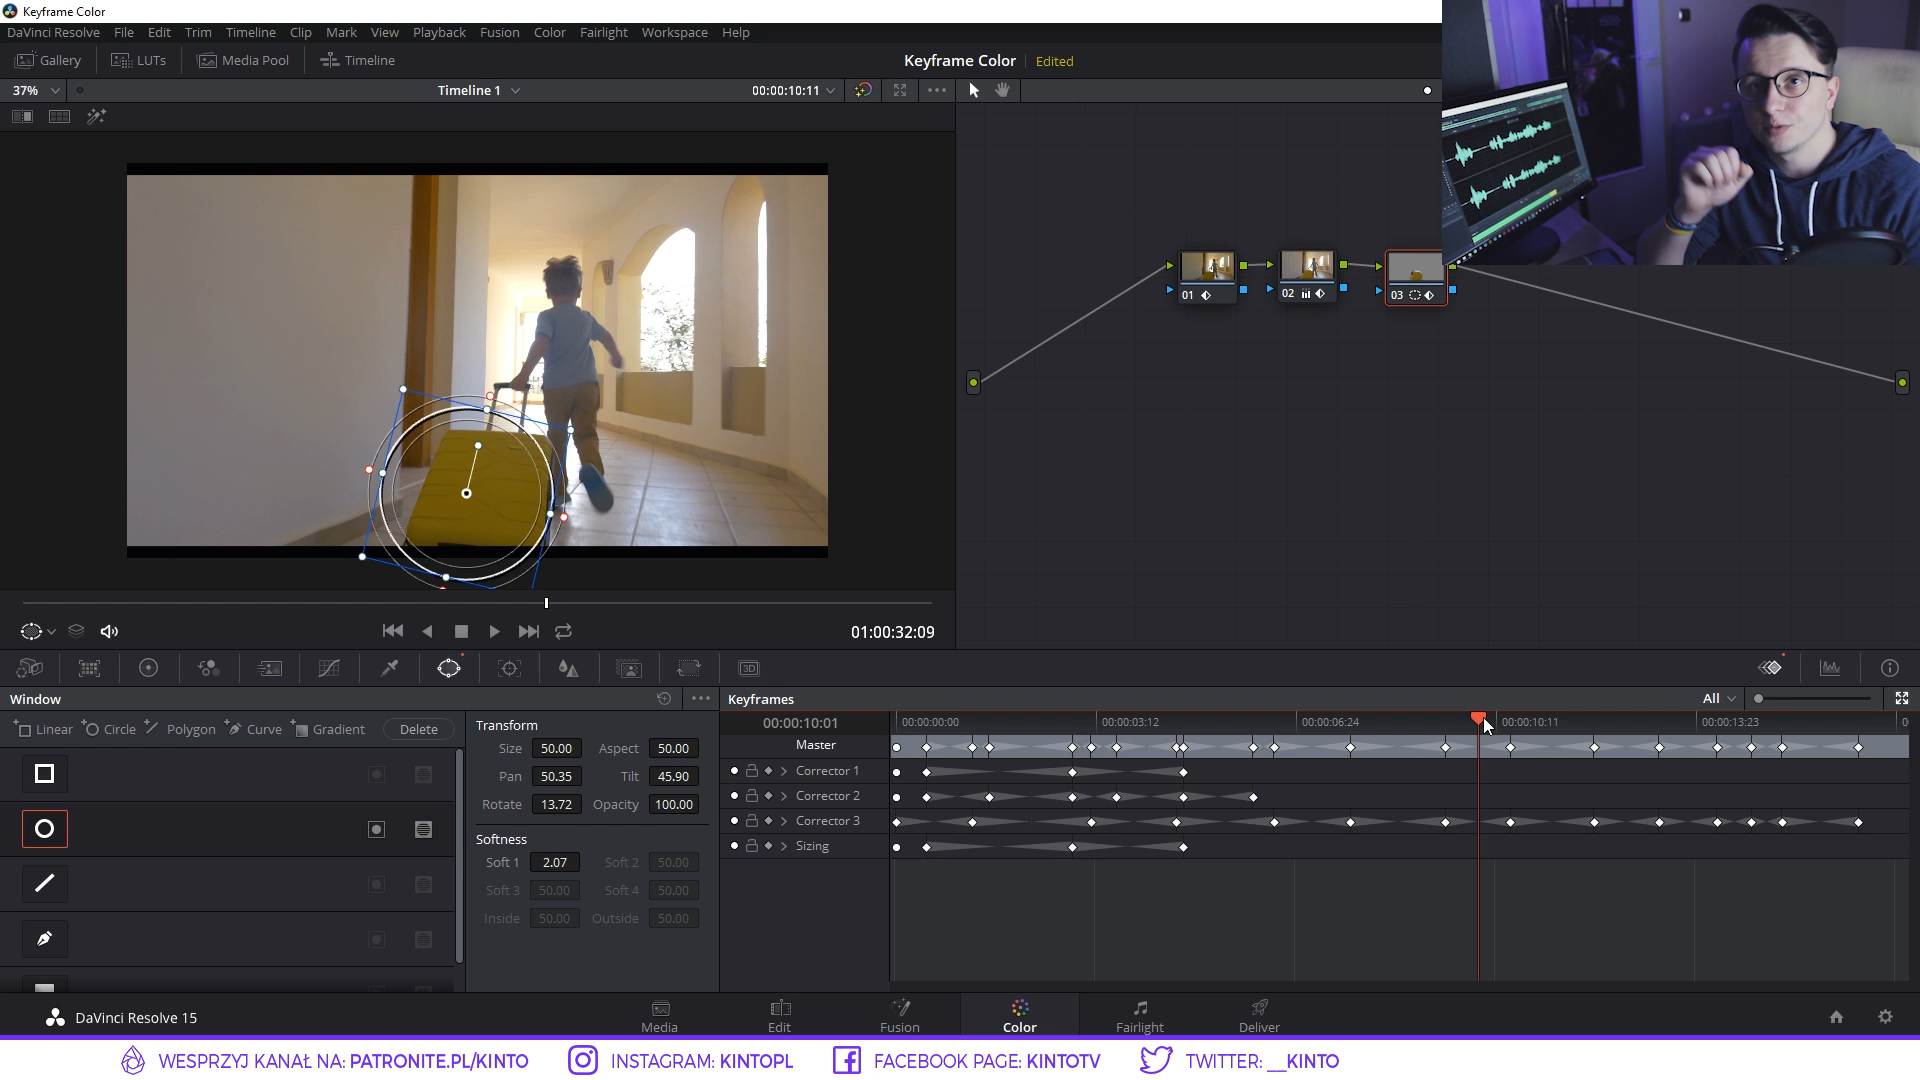 Keyframe Color
DaVinci Resolve File Edit Trim Timeline Clip Mark View Playback Fusion Color Fairlight Workspace Help
Gallery LUTs Media Pool Timeline Keyframe Color Edited
37% Timeline 1 00:00:10:11
01 02 03
01:00:32:09
3D
Window
Linear Circle Polygon Curve Gradient Delete
Transform
Size 50.00 Aspect 50.00
Pan 50.35 Tilt 45.90
Rotate 13.72 Opacity 100.00
Softness
Soft 1 2.07 Soft 2 50.00
Soft 3 50.00 Soft 4 50.00
Inside 50.00 Outside 50.00
Keyframes All
00:00:10:01 00:00:00:00 00:00:03:12 00:00:06:24 00:00:10:11 00:00:13:23
Master
Corrector 1
Corrector 2
Corrector 3
Sizing
DaVinci Resolve 15 Media Edit Fusion Color Fairlight Deliver
WESPRZYJ KANAŁ NA: PATRONITE.PL/KINTO INSTAGRAM: KINTOPL FACEBOOK PAGE: KINTOTV TWITTER: __KINTO